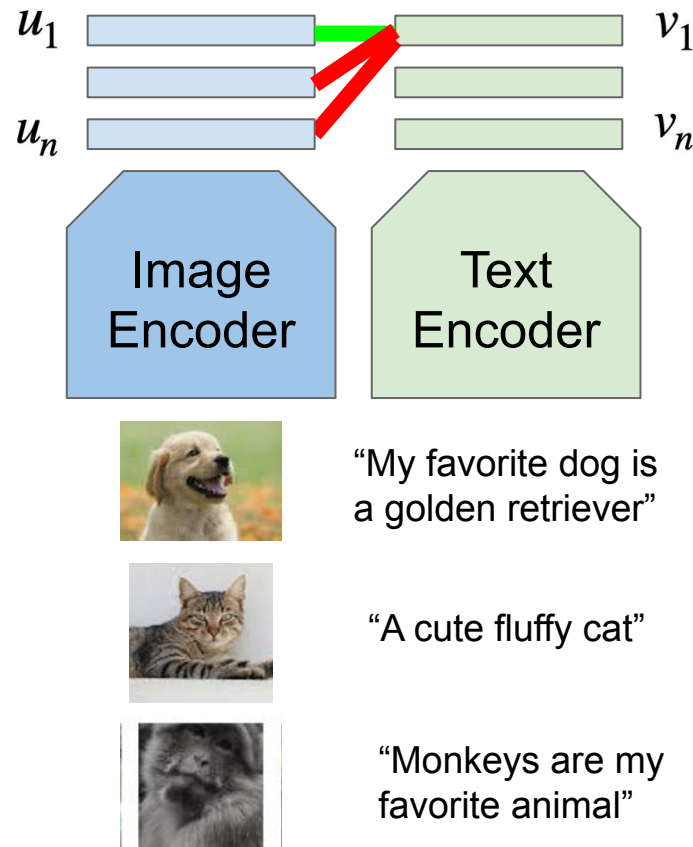 u₁ v₁
uₙ vₙ
Image
Encoder
Text
Encoder
“My favorite dog is
a golden retriever”
“A cute fluffy cat”
“Monkeys are my
favorite animal”